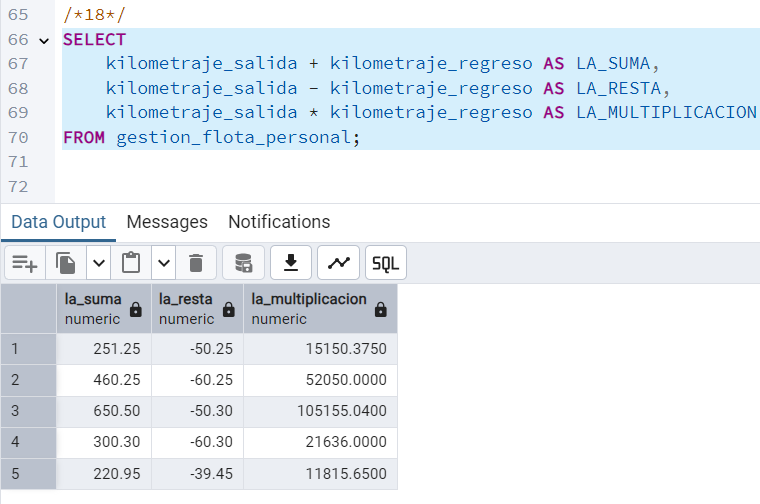 65 /*18*/
66 SELECT
67 kilometraje_salida + kilometraje_regreso AS LA_SUMA,
68 kilometraje_salida - kilometraje_regreso AS LA_RESTA,
69 kilometraje_salida * kilometraje_regreso AS LA_MULTIPLICACION
70 FROM gestion_flota_personal;
71
72
Data Output Messages Notifications
SQL
la_suma la_resta la_multiplicacion
numeric numeric numeric
1 251.25 -50.25 15150.3750
2 460.25 -60.25 52050.0000
3 650.50 -50.30 105155.0400
4 300.30 -60.30 21636.0000
5 220.95 -39.45 11815.6500